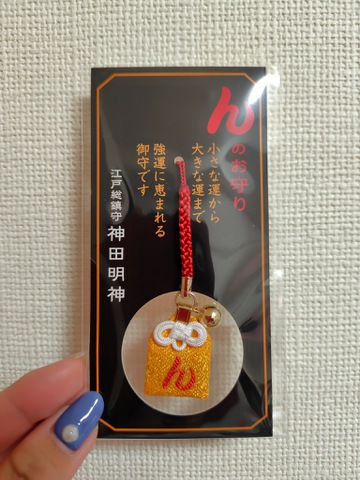 んのお守り
小さな運から
大きな運まで
強運に恵まれる
御守です
江戸総鎮守 神田明神
ん